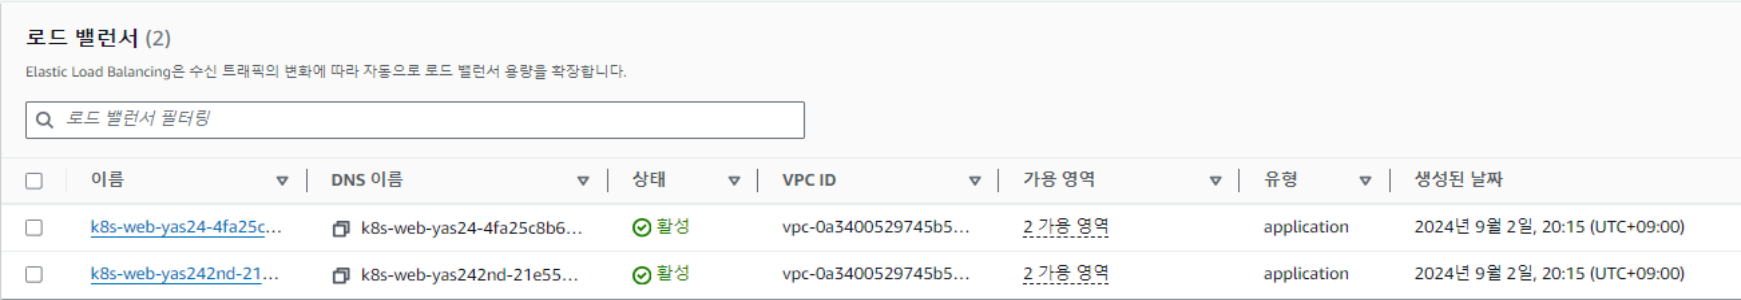 로드 밸런서 (2)
Elastic Load Balancing은 수신 트래픽의 변화에 따라 자동으로 로드 밸런서 용량을 확장합니다.
로드 밸런서 필터링
이름 DNS 이름 상태 VPC ID 가용 영역 유형 생성된 날짜
k8s-web-yas24-4fa25c... k8s-web-yas24-4fa25c8b6... 활성 vpc-0a3400529745b5... 2 가용 영역 application 2024년 9월 2일, 20:15 (UTC+09:00)
k8s-web-yas242nd-21... k8s-web-yas242nd-21e55... 활성 vpc-0a3400529745b5... 2 가용 영역 application 2024년 9월 2일, 20:15 (UTC+09:00)